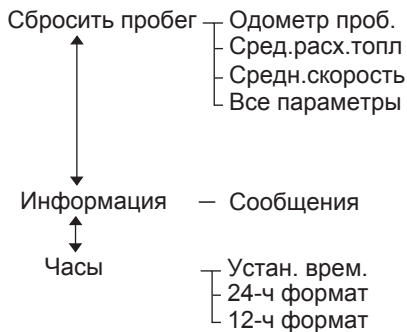 Сбросить пробег
Одометр проб.
Сред.расх.топл
Средн.скорость
Все параметры
Информация
Сообщения
Часы
Устан. врем.
24-ч формат
12-ч формат